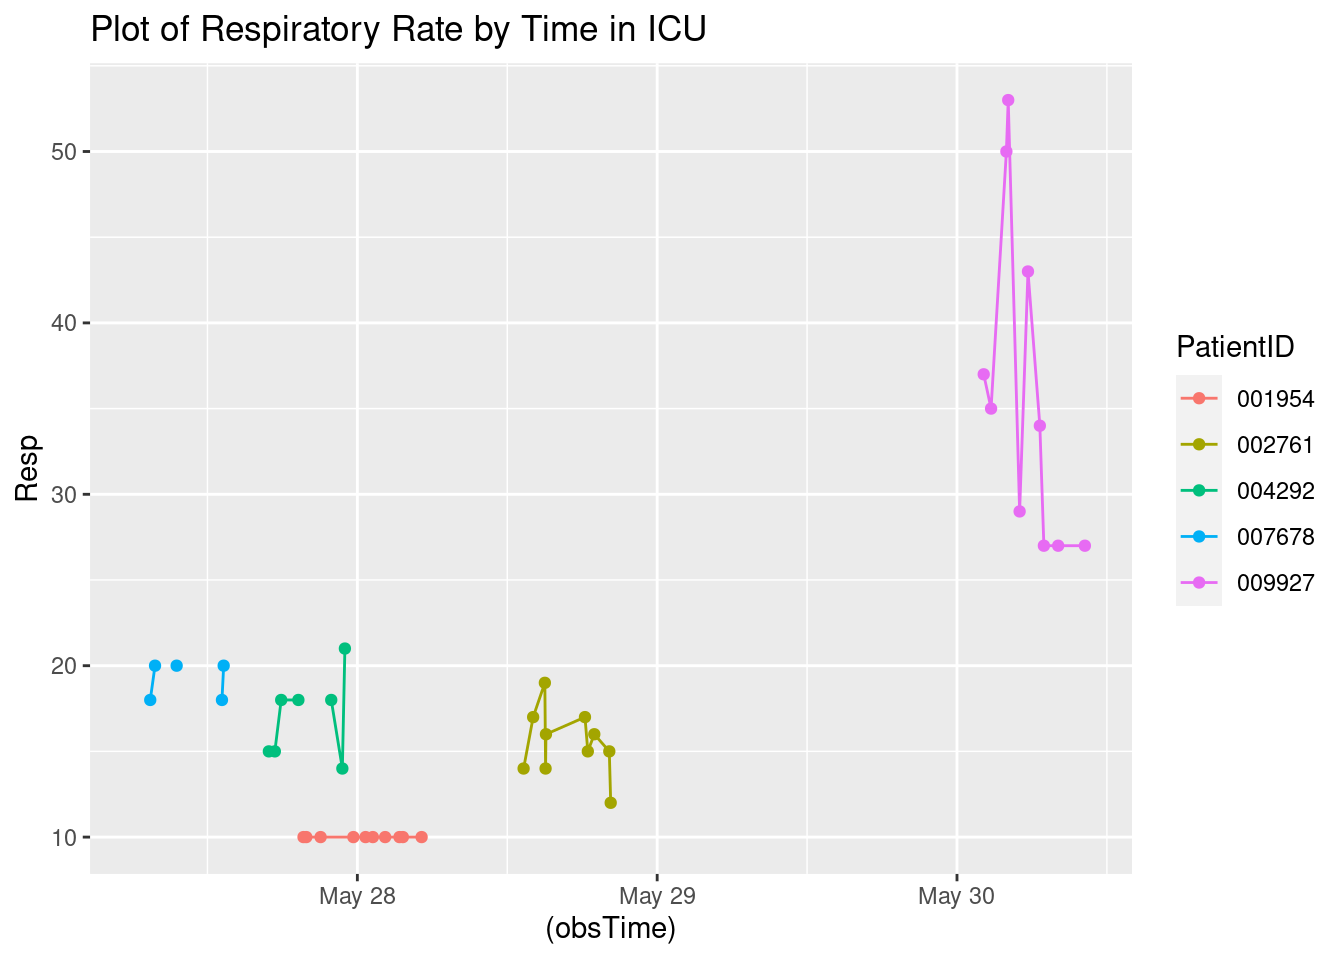 Plot of Respiratory Rate by Time in ICU
50
40
30
20
10
Resp
May 28
May 29
May 30
(obsTime)
PatientID
001954
002761
004292
007678
009927